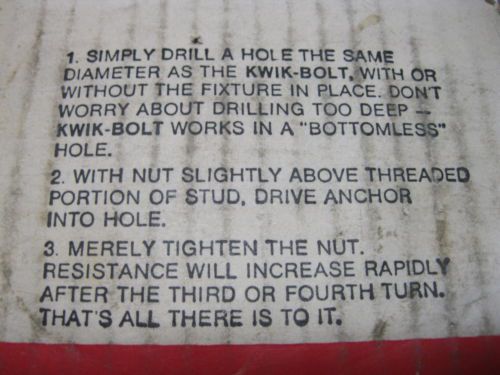 1. SIMPLY DRILL A HOLE THE SAME
DIAMETER AS THE KWIK-BOLT, WITH OR
WITHOUT THE FIXTURE IN PLACE. DON'T
WORRY ABOUT DRILLING TOO DEEP —
KWIK-BOLT WORKS IN A "BOTTOMLESS"
HOLE.
2. WITH NUT SLIGHTLY ABOVE THREADED
PORTION OF STUD, DRIVE ANCHOR
INTO HOLE.
3. MERELY TIGHTEN THE NUT.
RESISTANCE WILL INCREASE RAPIDLY
AFTER THE THIRD OR FOURTH TURN.
THAT'S ALL THERE IS TO IT.